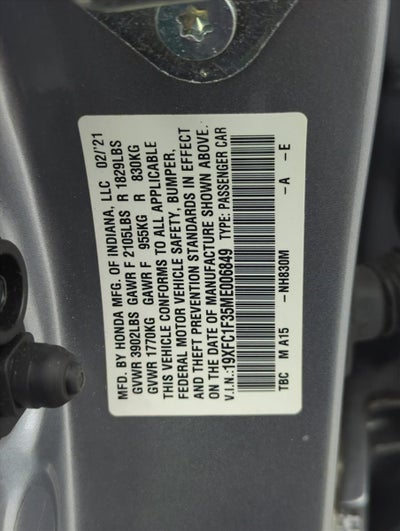 MFD. BY HONDA MFG. OF INDIANA, LLC 02/'21
GVWR 3902LBS GAWR F 2105LBS R 1829LBS
GVWR 1770KG GAWR F 955KG R 830KG
THIS VEHICLE CONFORMS TO ALL APPLICABLE
FEDERAL MOTOR VEHICLE SAFETY, BUMPER,
AND THEFT PREVENTION STANDARDS IN EFFECT
ON THE DATE OF MANUFACTURE SHOWN ABOVE.
V.I.N.:19XFC1F35ME006849 TYPE: PASSENGER CAR
TBC M A15 -NH830M -A -E